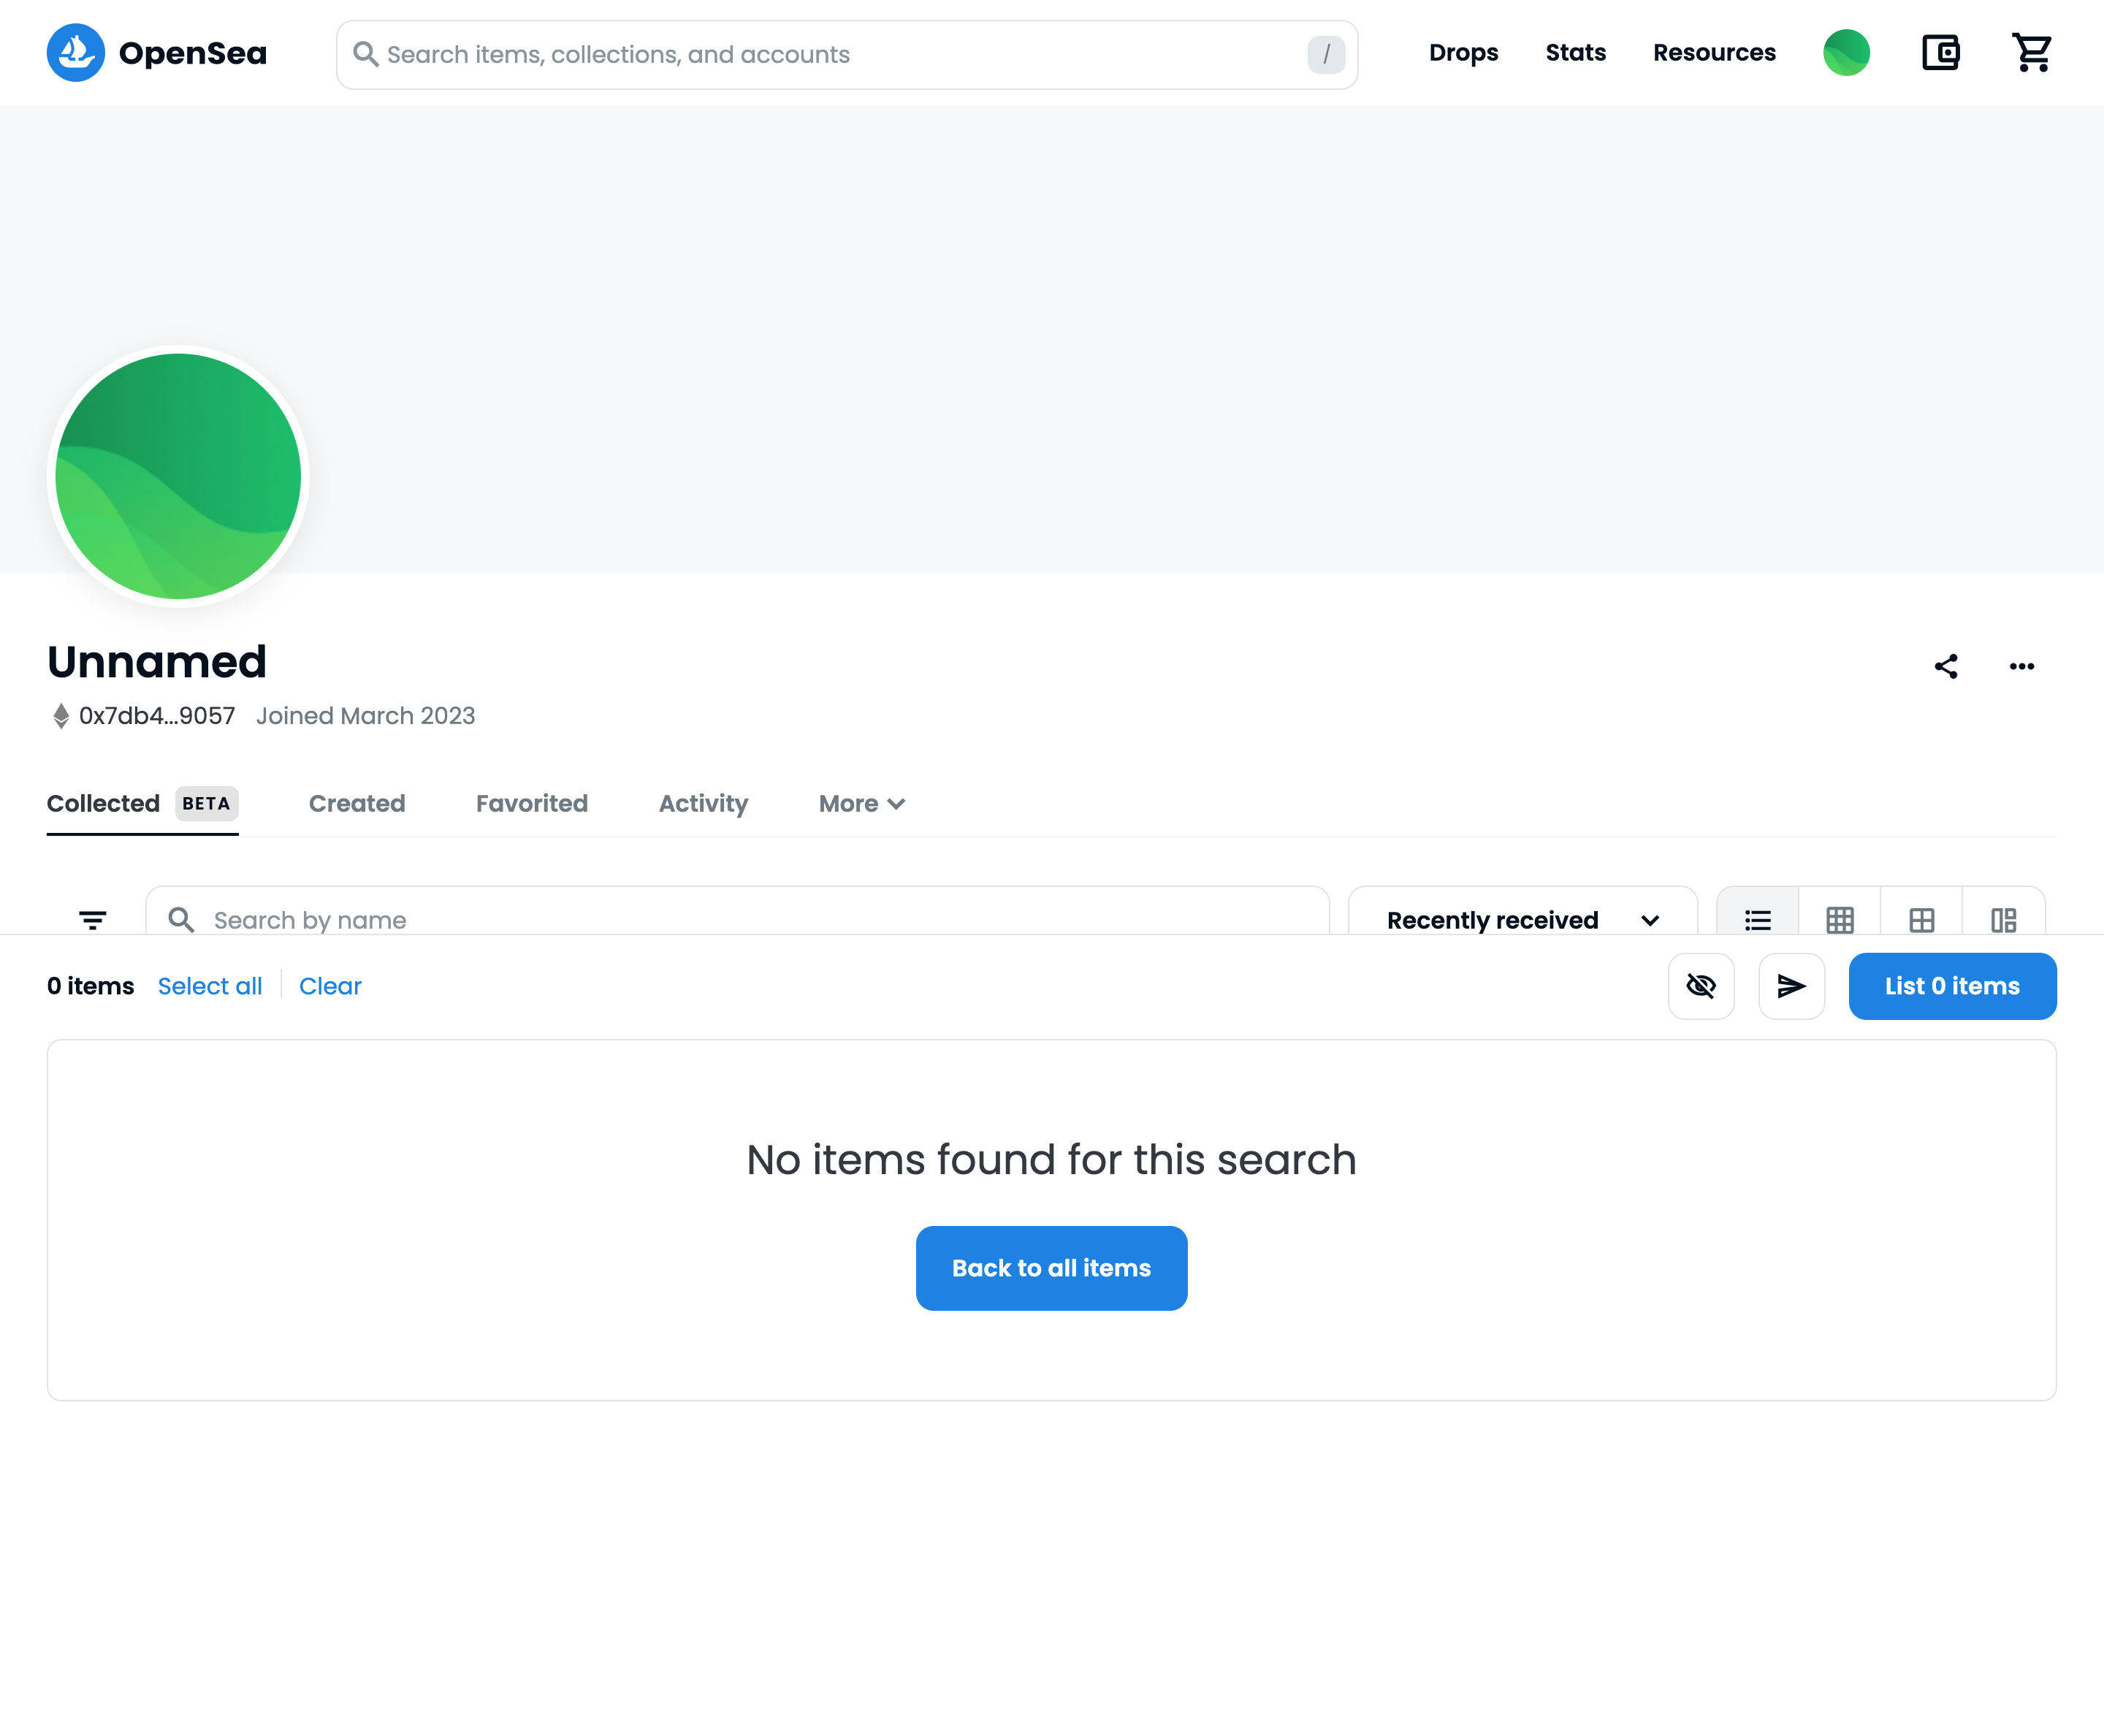 OpenSea
Search items, collections, and accounts
/
Drops
Stats
Resources
Unnamed
0x7db4...9057 Joined March 2023
Collected BETA
Created
Favorited
Activity
More
Search by name
Recently received
0 items
Select all
Clear
List 0 items
No items found for this search
Back to all items